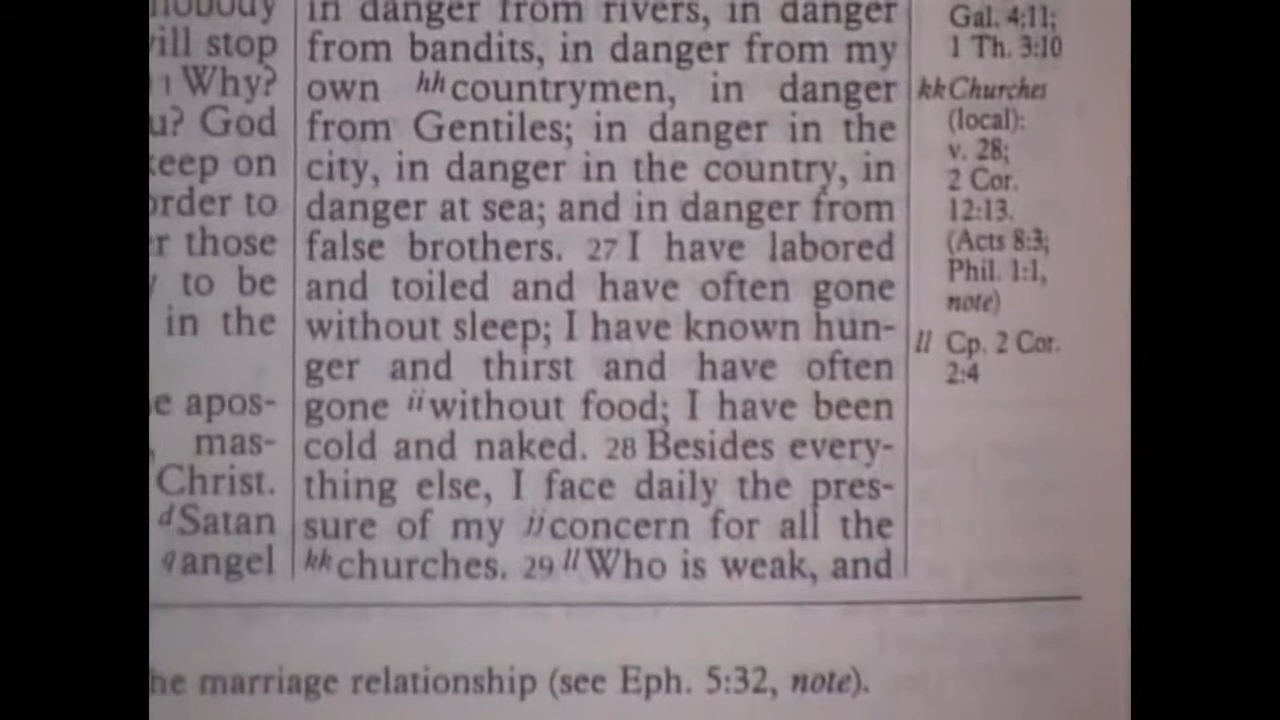 nobody
will stop
Why?
u? God
keep on
order to
r those
to be
in the
e apos-
mas-
Christ.
dSatan
qangel
in danger from rivers, in danger
from bandits, in danger from my
own hhcountrymen, in danger
from Gentiles; in danger in the
city, in danger in the country, in
danger at sea; and in danger from
false brothers. 27 I have labored
and toiled and have often gone
without sleep; I have known hun-
ger and thirst and have often
gone iiwithout food; I have been
cold and naked. 28 Besides every-
thing else, I face daily the pres-
sure of my jjconcern for all the
kkchurches. 29 llWho is weak, and
Gal. 4:11;
1 Th. 3:10
kkChurches
(local):
v. 28;
2 Cor.
12:13.
(Acts 8:3;
Phil. 1:1,
note)
ll Cp. 2 Cor.
2:4
he marriage relationship (see Eph. 5:32, note).